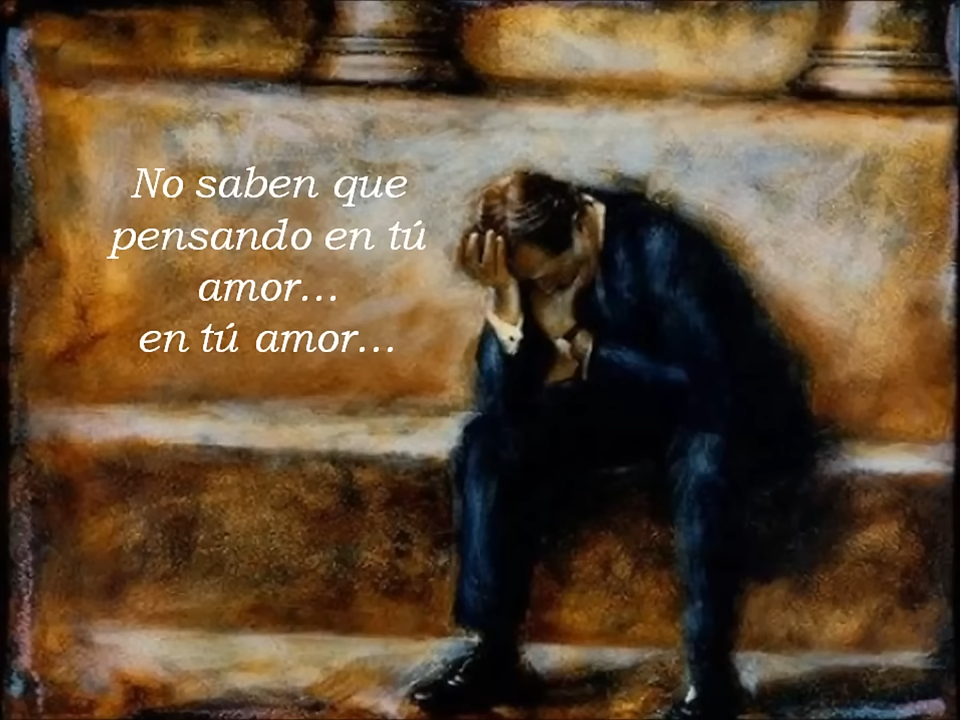 No saben que
pensando en tú
amor...
en tú amor...